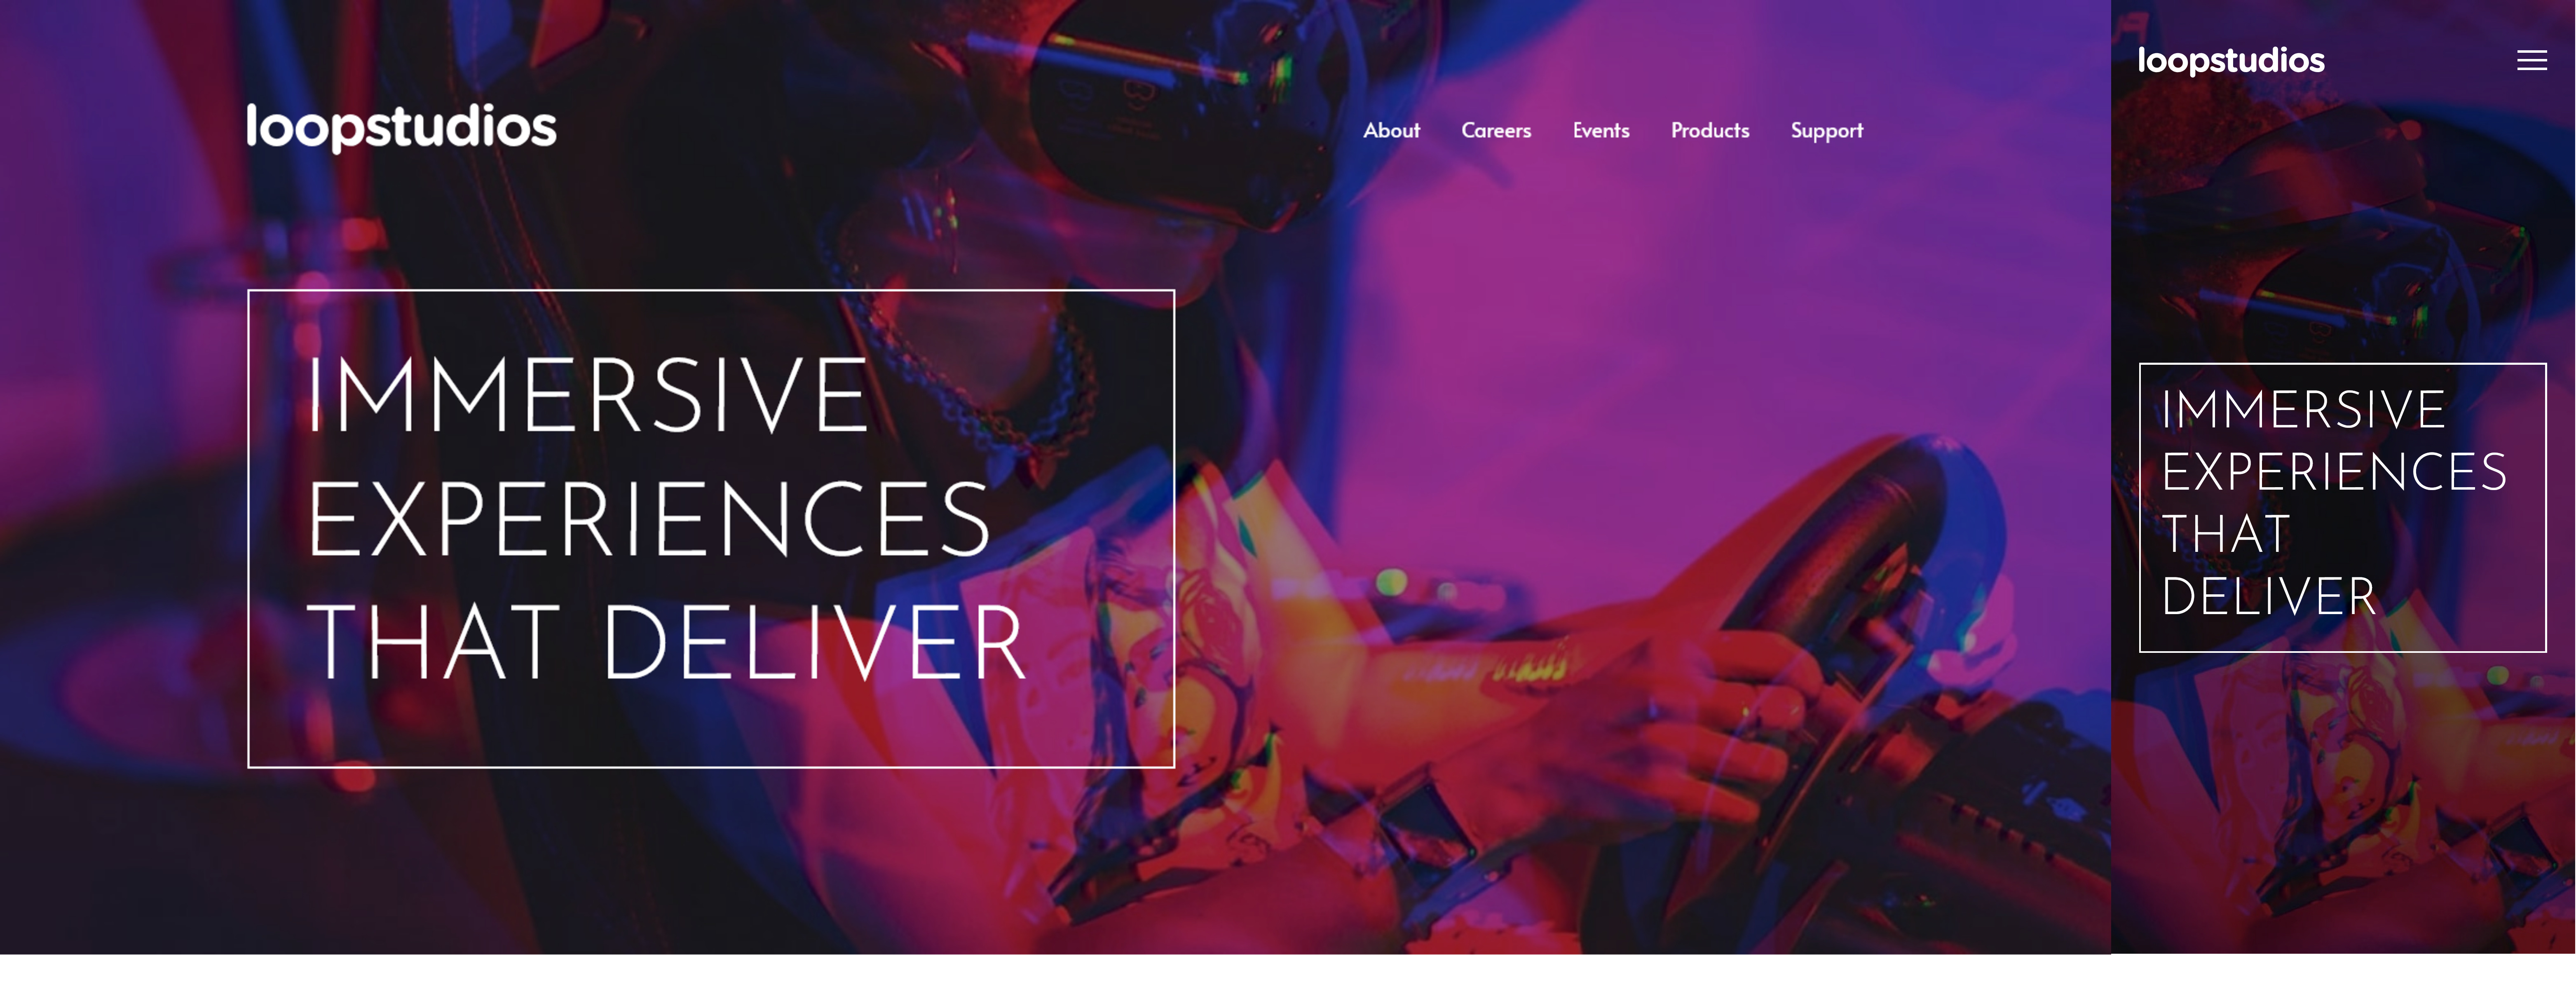 loopstudios
About Careers Events Products Support
IMMERSIVE
EXPERIENCES
THAT DELIVER
loopstudios
IMMERSIVE
EXPERIENCES
THAT
DELIVER